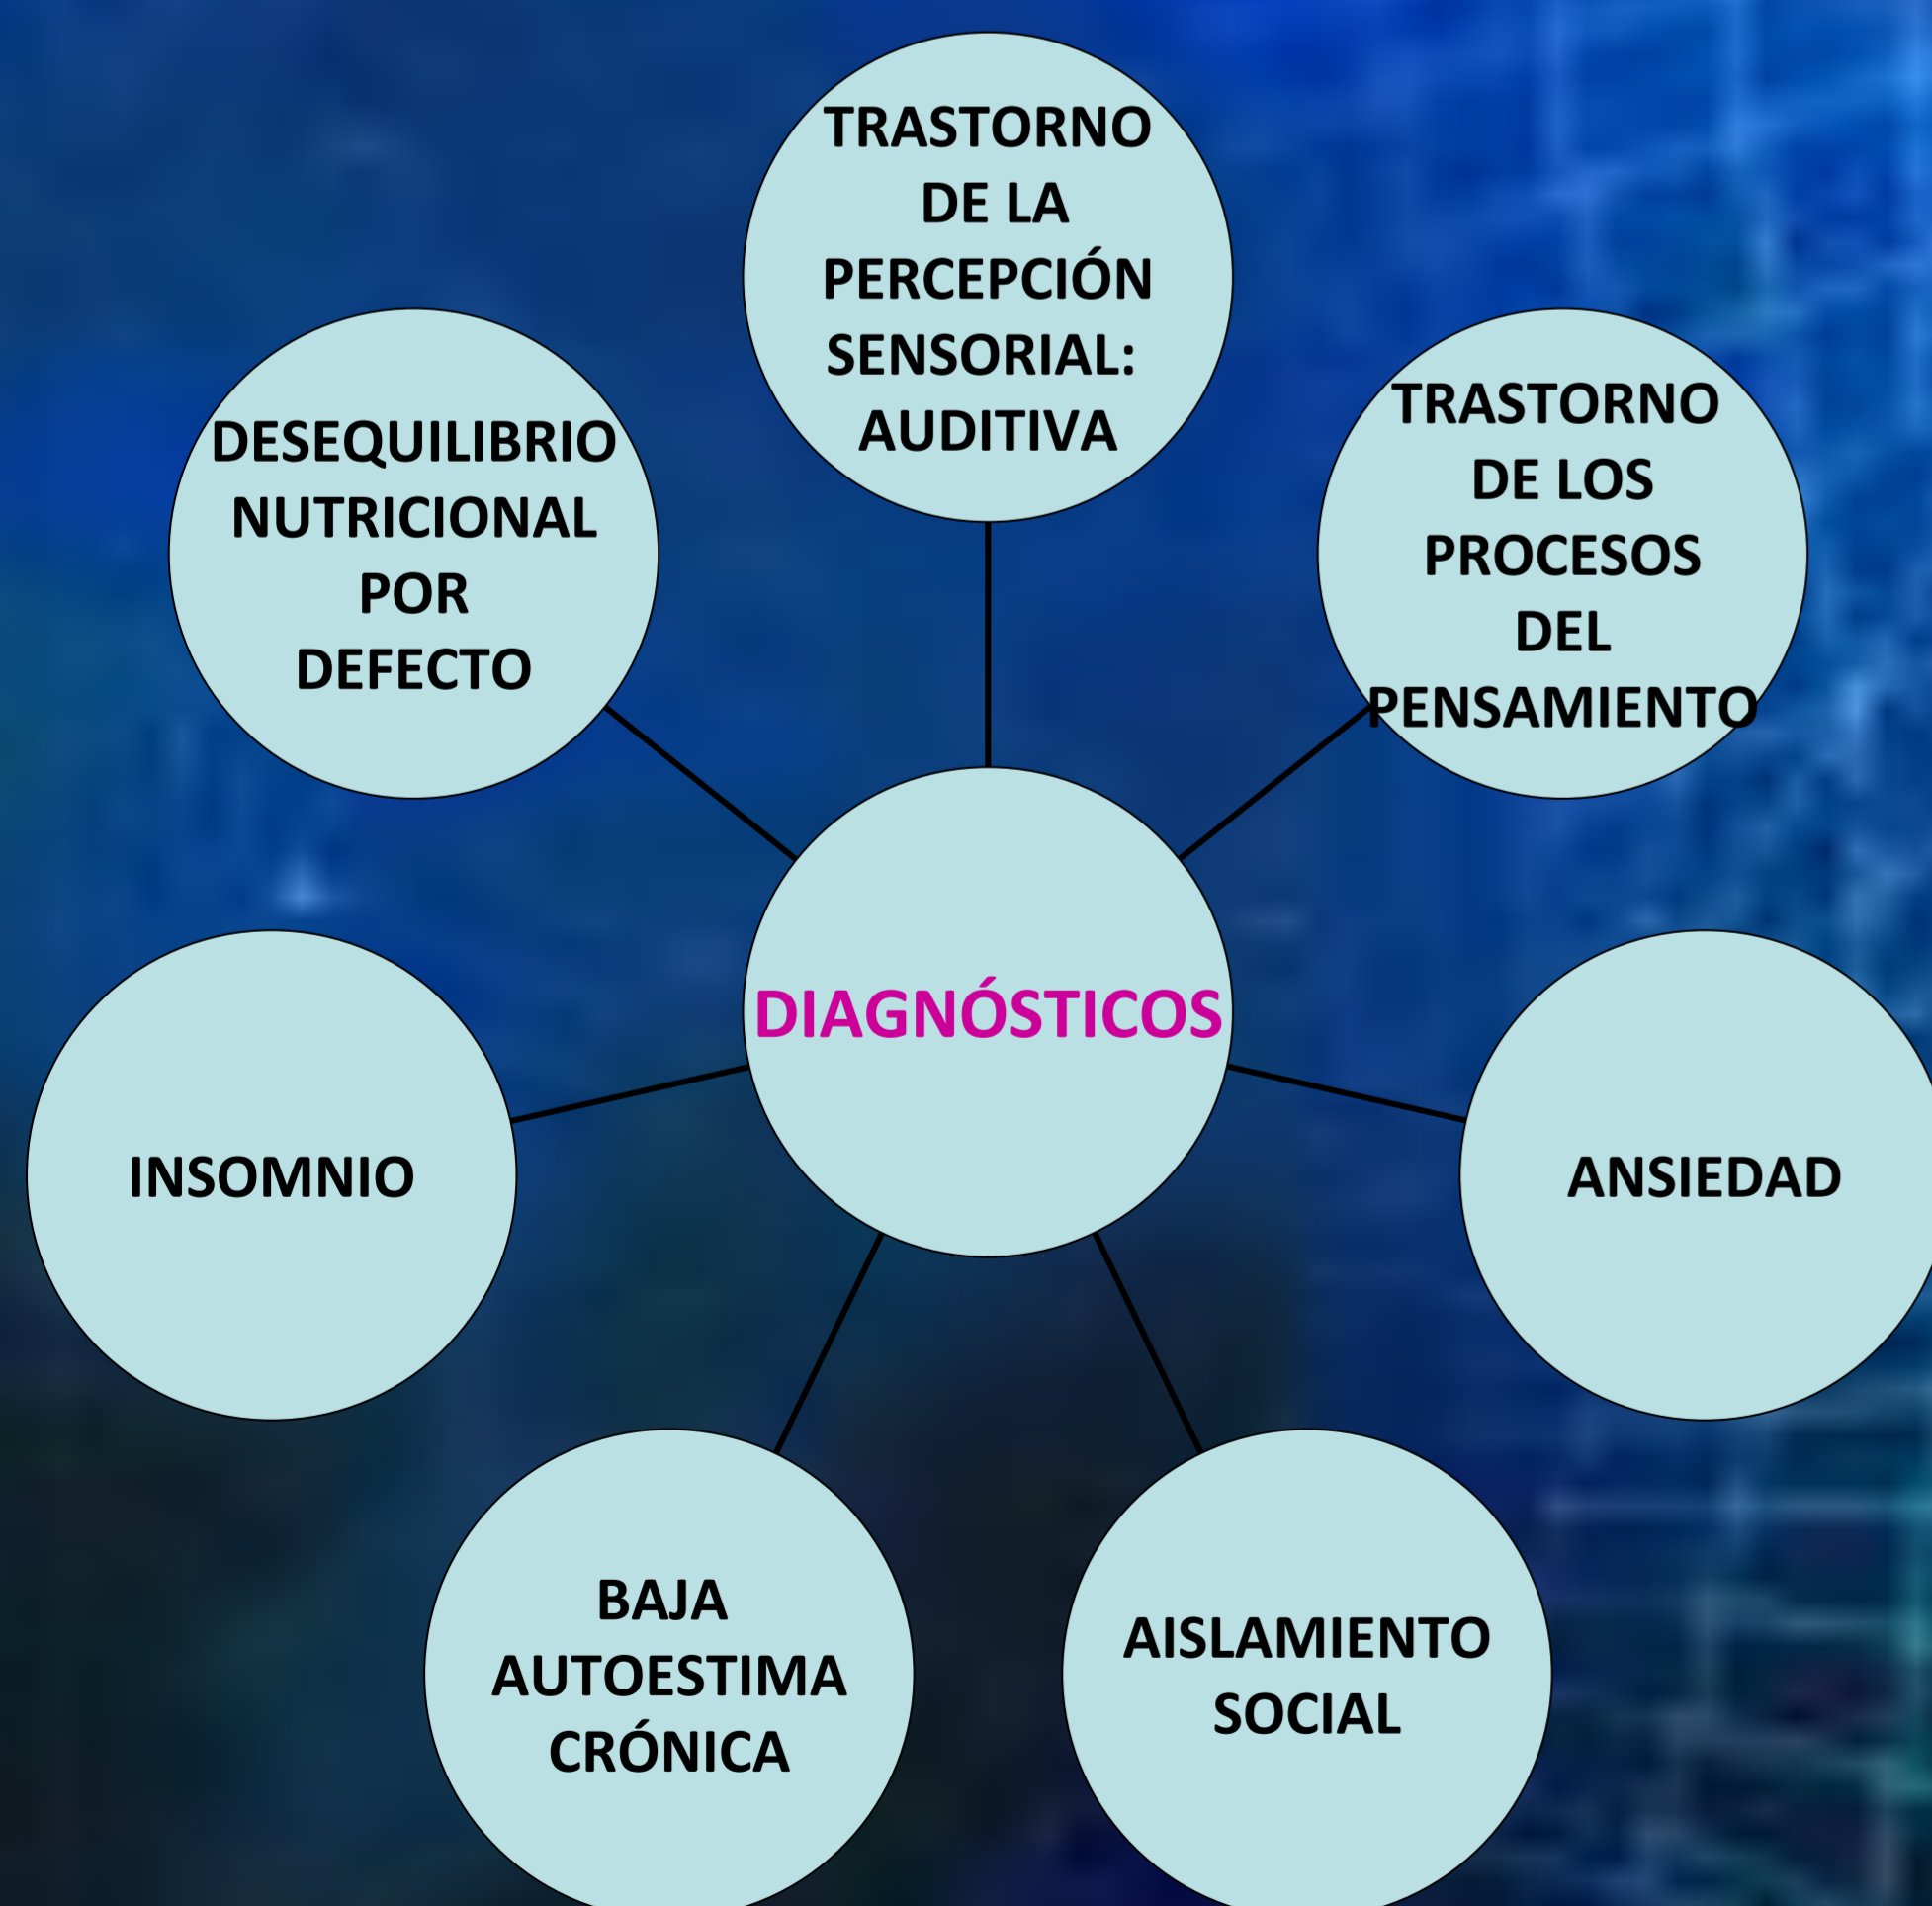 TRASTORNO
DE LA
PERCEPCIÓN
SENSORIAL:
AUDITIVA
TRASTORNO
DE LOS
PROCESOS
DEL
PENSAMIENTO
DESEQUILIBRIO
NUTRICIONAL
POR
DEFECTO
DIAGNÓSTICOS
INSOMNIO
ANSIEDAD
BAJA
AUTOESTIMA
CRÓNICA
AISLAMIENTO
SOCIAL